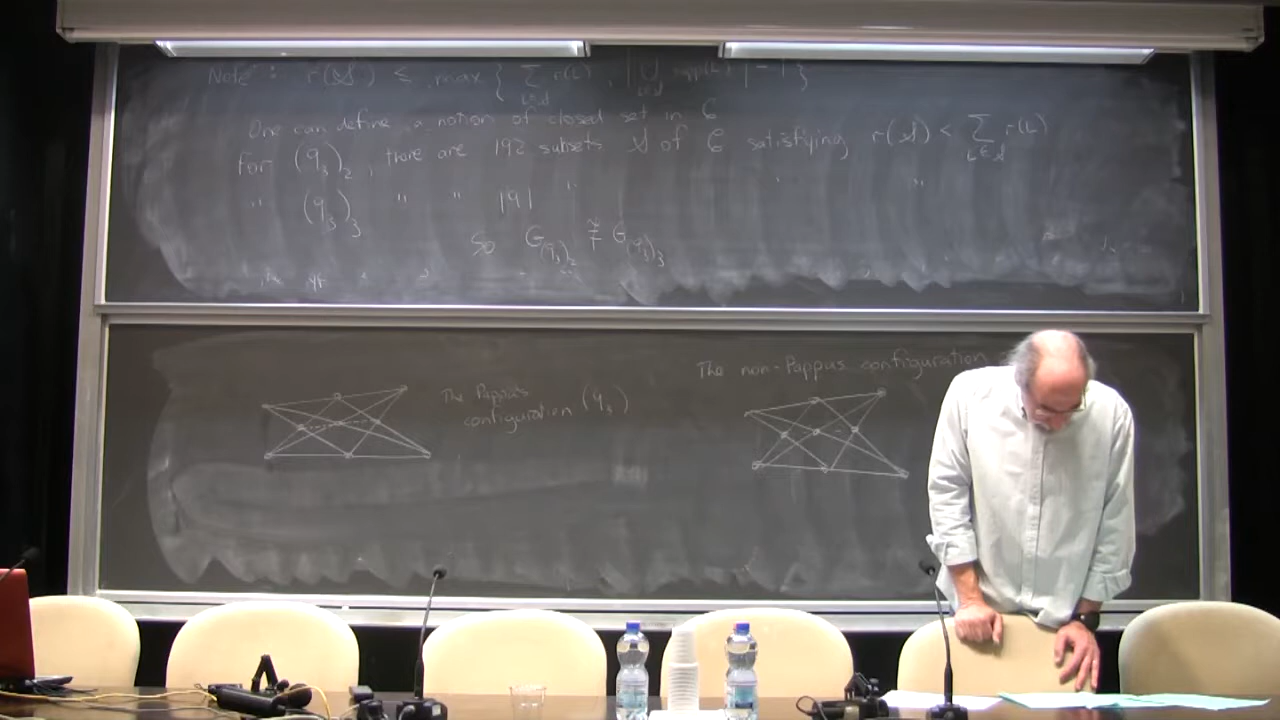 Note: r(𝒮) ≤ max { ∑_{L∈𝒮} r(L), |⋃_{L∈𝒮} supp(L)| - 1 }
One can define a notion of closed set in 𝒞
For (9₃)₂, there are 192 subsets 𝒮 of 𝒞 satisfying r(𝒮) < ∑_{L∈𝒮} r(L)
" (9₃)₃ " " 191 " " "
So G_{(9₃)₂} ≇ G_{(9₃)₃}
The Pappus
configuration (9₃)
The non-Pappus configuration